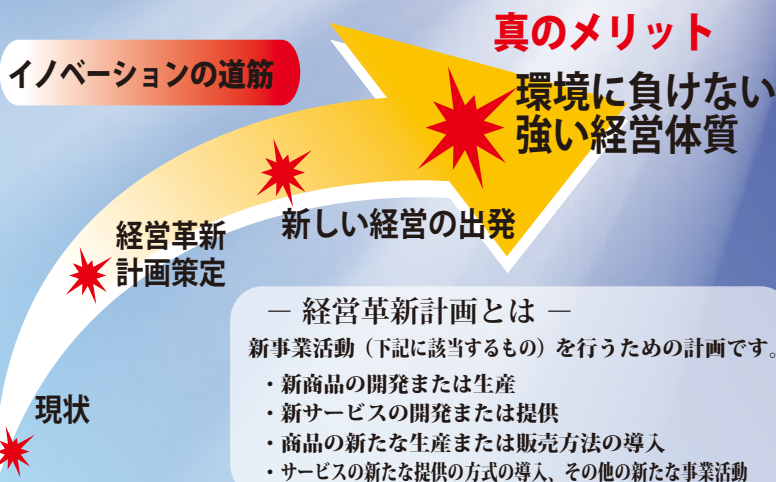 イノベーションの道筋
真のメリット
環境に負けない
強い経営体質
新しい経営の出発
経営革新
計画策定
現状
― 経営革新計画とは ―
新事業活動（下記に該当するもの）を行うための計画です。
・新商品の開発または生産
・新サービスの開発または提供
・商品の新たな生産または販売方法の導入
・サービスの新たな提供の方式の導入、その他の新たな事業活動